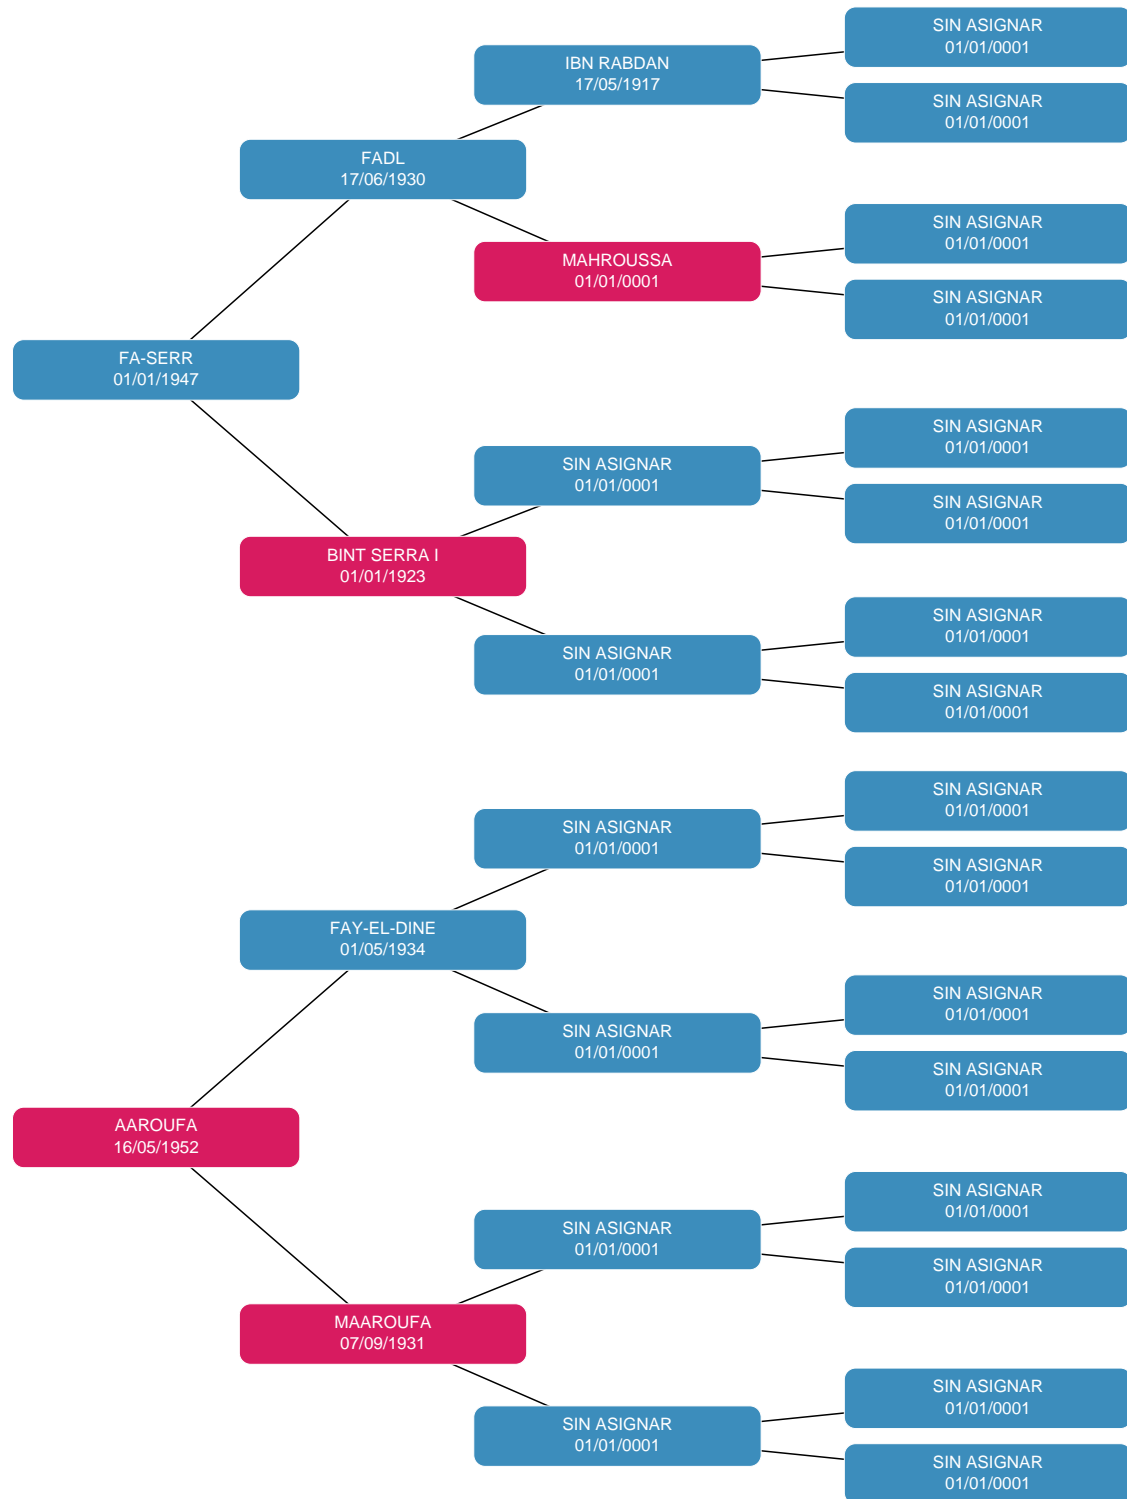 SIN ASIGNAR
01/01/0001
IBN RABDAN
17/05/1917
SIN ASIGNAR
01/01/0001
FADL
17/06/1930
SIN ASIGNAR
01/01/0001
MAHROUSSA
01/01/0001
SIN ASIGNAR
01/01/0001
FA-SERR
01/01/1947
SIN ASIGNAR
01/01/0001
SIN ASIGNAR
01/01/0001
SIN ASIGNAR
01/01/0001
BINT SERRA I
01/01/1923
SIN ASIGNAR
01/01/0001
SIN ASIGNAR
01/01/0001
SIN ASIGNAR
01/01/0001
SIN ASIGNAR
01/01/0001
SIN ASIGNAR
01/01/0001
SIN ASIGNAR
01/01/0001
FAY-EL-DINE
01/05/1934
SIN ASIGNAR
01/01/0001
SIN ASIGNAR
01/01/0001
SIN ASIGNAR
01/01/0001
AAROUFA
16/05/1952
SIN ASIGNAR
01/01/0001
SIN ASIGNAR
01/01/0001
SIN ASIGNAR
01/01/0001
MAAROUFA
07/09/1931
SIN ASIGNAR
01/01/0001
SIN ASIGNAR
01/01/0001
SIN ASIGNAR
01/01/0001